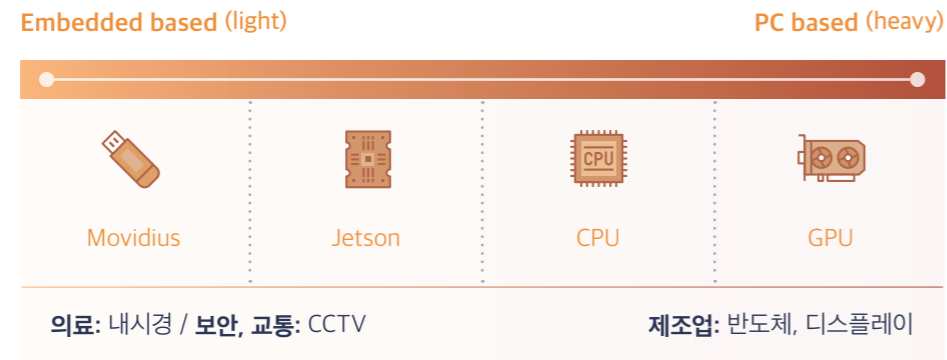 Embedded based (light) PC based (heavy)
CPU
Movidius Jetson CPU GPU
의료: 내시경 / 보안, 교통: CCTV 제조업: 반도체, 디스플레이